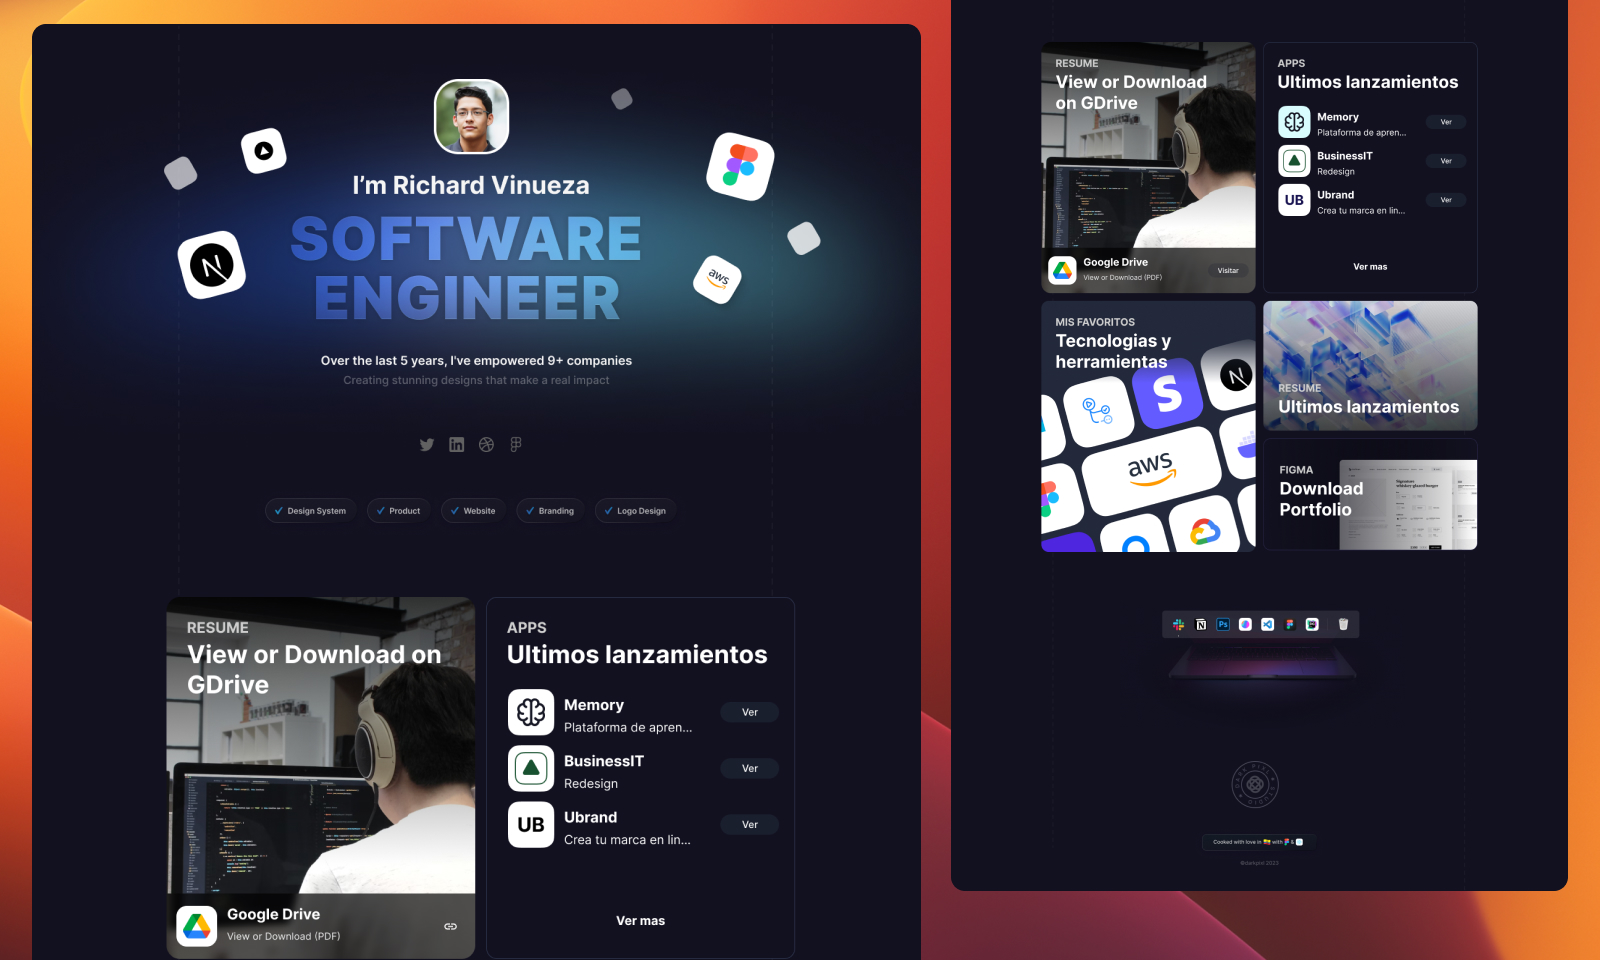 I'm Richard Vinueza
SOFTWARE
ENGINEER
aws
Over the last 5 years, I've empowered 9+ companies
Creating stunning designs that make a real impact
Design System
Product
Website
Branding
Logo Design
RESUME
View or Download on
GDrive
Google Drive
View or Download (PDF)
APPS
Ultimos lanzamientos
Memory
Plataforma de apren...
Ver
BusinessIT
Redesign
Ver
UB
Ubrand
Crea tu marca en lin...
Ver
Ver mas
RESUME
View or Download
on GDrive
Google Drive
View or Download (PDF)
Visitar
APPS
Ultimos lanzamientos
Memory
Plataforma de apren...
Ver
BusinessIT
Redesign
Ver
UB
Ubrand
Crea tu marca en lin...
Ver
Ver mas
MIS FAVORITOS
Tecnologias y
herramientas
aws
RESUME
Ultimos lanzamientos
FIGMA
Download
Portfolio
Ps
Cooked with love in 🇪🇨 with &
©darkpixl 2023